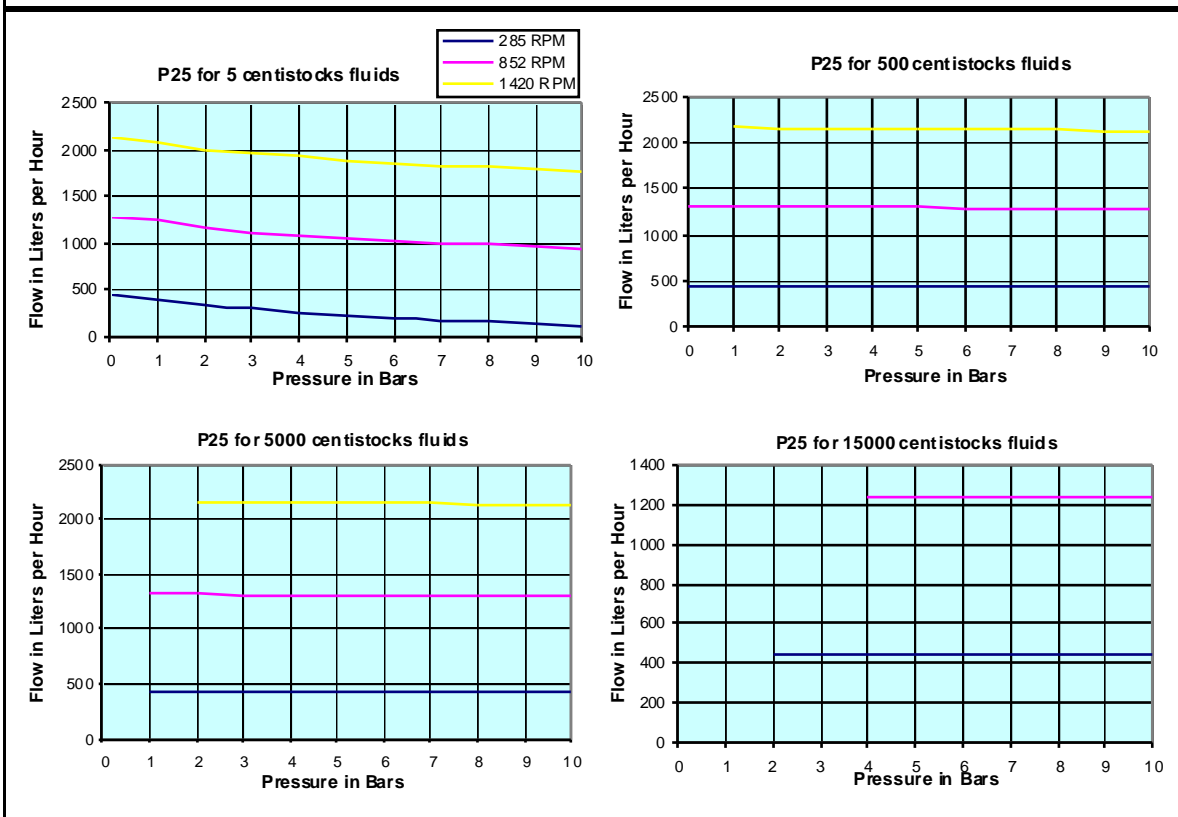 285 RPM
852 RPM
1420 RPM
P25 for 5 centistocks fluids
Flow in Liters per Hour
2500
2000
1500
1000
500
0
0 1 2 3 4 5 6 7 8 9 10
Pressure in Bars
P25 for 500 centistocks fluids
Flow in Liters per Hour
2500
2000
1500
1000
500
0
0 1 2 3 4 5 6 7 8 9 10
Pressure in Bars
P25 for 5000 centistocks fluids
Flow in Liters per Hour
2500
2000
1500
1000
500
0
0 1 2 3 4 5 6 7 8 9 10
Pressure in Bars
P25 for 15000 centistocks fluids
Flow in Liters per Hour
1400
1200
1000
800
600
400
200
0
0 1 2 3 4 5 6 7 8 9 10
Pressure in Bars